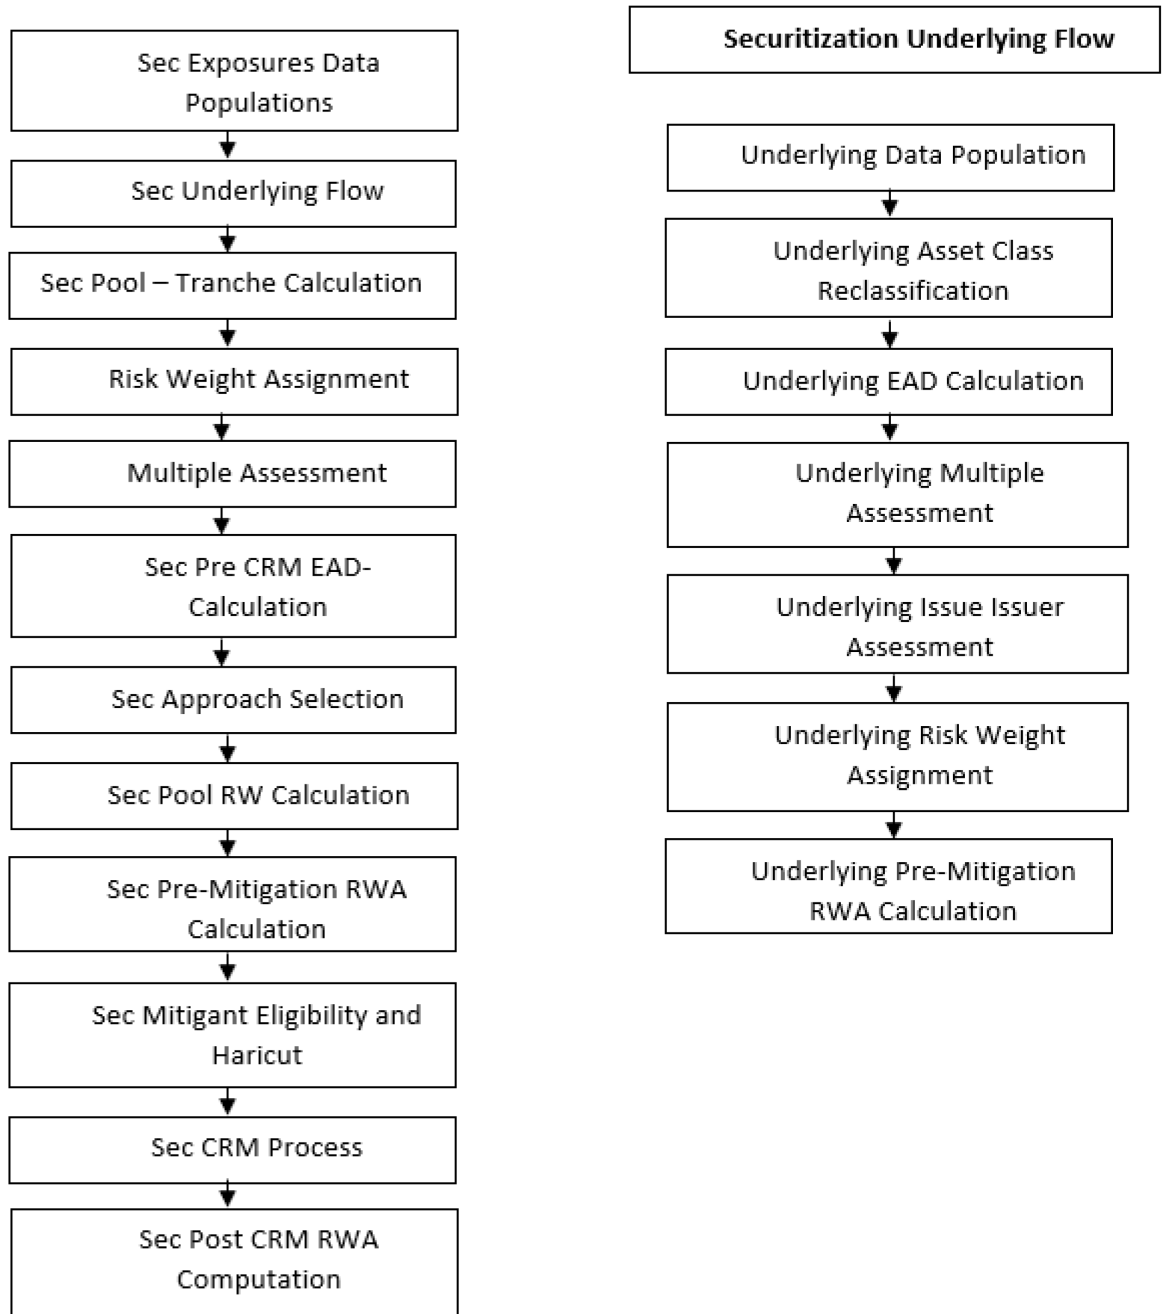 Sec Exposures Data
Populations
Sec Underlying Flow
Sec Pool – Tranche Calculation
Risk Weight Assignment
Multiple Assessment
Sec Pre CRM EAD-
Calculation
Sec Approach Selection
Sec Pool RW Calculation
Sec Pre-Mitigation RWA
Calculation
Sec Mitigant Eligibility and
Haricut
Sec CRM Process
Sec Post CRM RWA
Computation
Securitization Underlying Flow
Underlying Data Population
Underlying Asset Class
Reclassification
Underlying EAD Calculation
Underlying Multiple
Assessment
Underlying Issue Issuer
Assessment
Underlying Risk Weight
Assignment
Underlying Pre-Mitigation
RWA Calculation